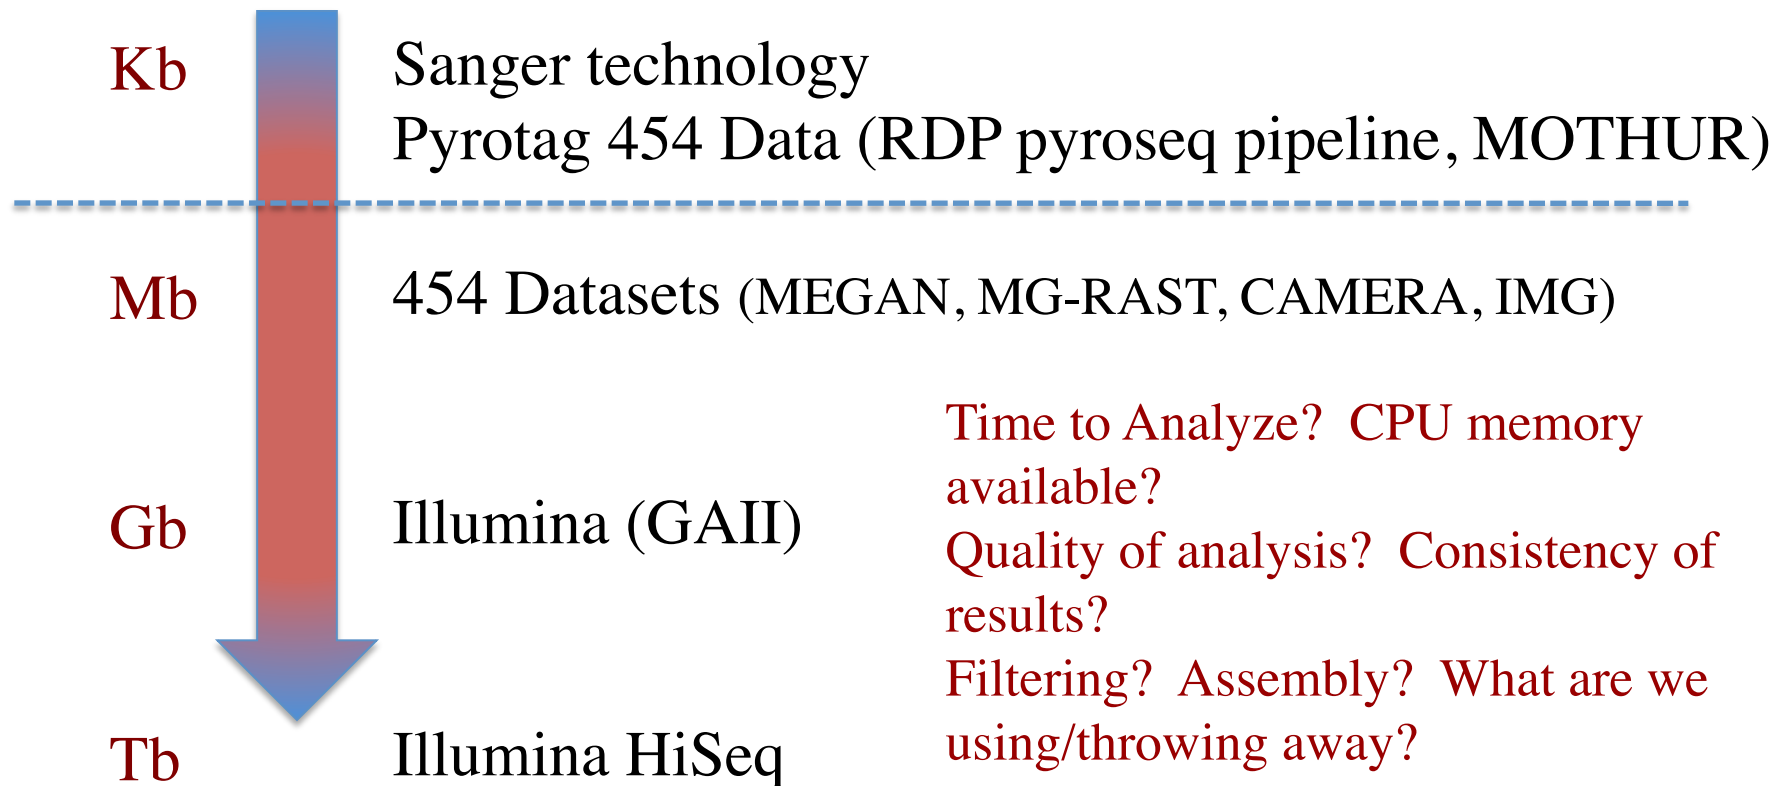 Kb
Sanger technology
Pyrotag 454 Data (RDP pyroseq pipeline, MOTHUR)
Mb
454 Datasets (MEGAN, MG-RAST, CAMERA, IMG)
Time to Analyze? CPU memory
available?
Gb
Illumina (GAII)
Quality of analysis? Consistency of
results?
Filtering? Assembly? What are we
using/throwing away?
Tb
Illumina HiSeq